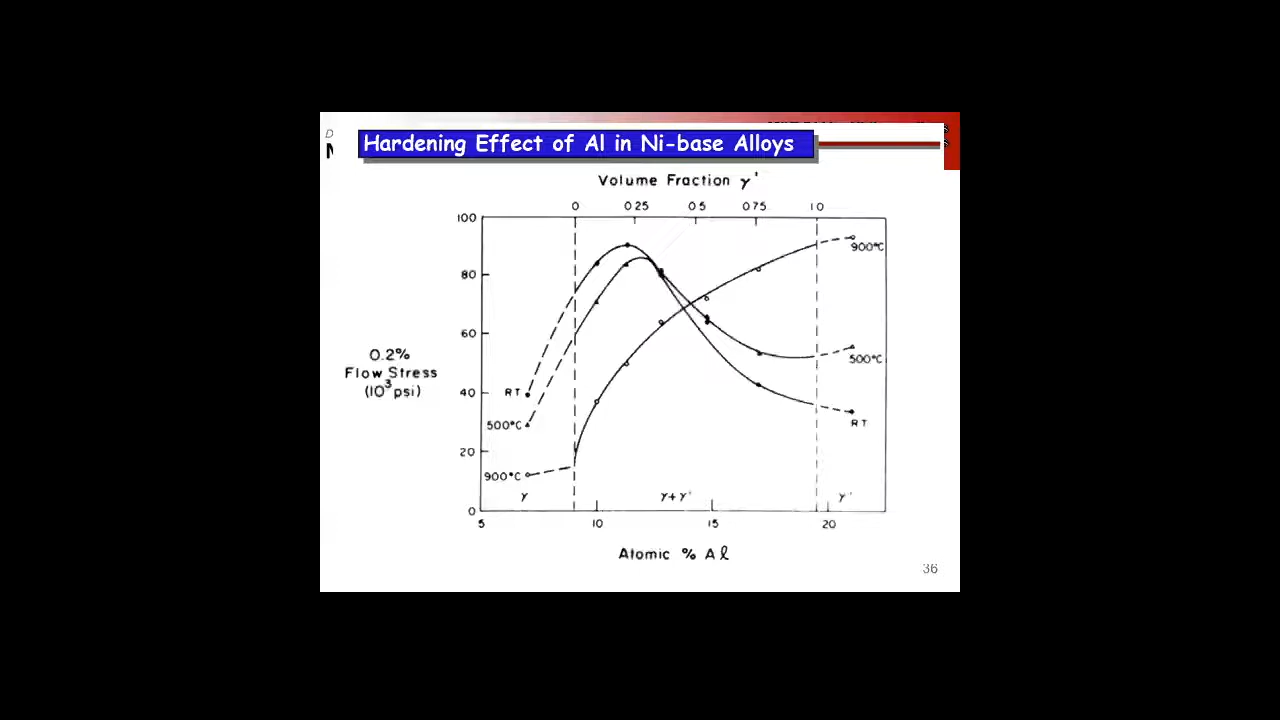 Hardening Effect of Al in Ni-base Alloys
Volume Fraction γ'
0 0.25 0.5 0.75 1.0
100
80
60
40
20
0
0.2%
Flow Stress
(10³ psi)
900°C
500°C
RT
RT
500°C
900°C
γ γ+γ' γ'
5 10 15 20
Atomic % Al
36